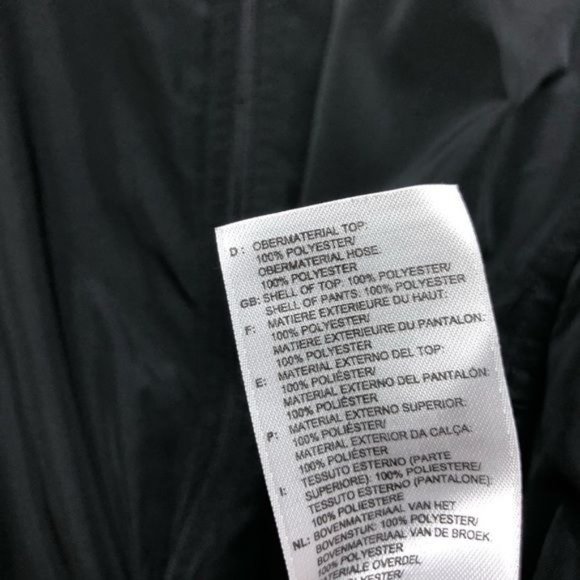 D: OBERMATERIAL TOP:
100% POLYESTER/
OBERMATERIAL HOSE:
100% POLYESTER
GB: SHELL OF TOP: 100% POLYESTER/
SHELL OF PANTS: 100% POLYESTER
F: MATIERE EXTERIEURE DU HAUT:
100% POLYESTER/
MATIERE EXTERIEURE DU PANTALON:
100% POLYESTER
E: MATERIAL EXTERNO DEL TOP:
100% POLIÉSTER/
MATERIAL EXTERNO DEL PANTALÓN:
100% POLIÉSTER
P: MATERIAL EXTERNO SUPERIOR:
100% POLIÉSTER/
MATERIAL EXTERIOR DA CALÇA:
100% POLIÉSTER
I: TESSUTO ESTERNO (PARTE
SUPERIORE): 100% POLIESTERE/
TESSUTO ESTERNO (PANTALONE):
100% POLIESTERE
NL: BOVENMATERIAAL VAN HET
BOVENSTUK: 100% POLYESTER/
BOVENMATERIAAL VAN DE BROEK:
100% POLYESTER
MATERIALE OVERDEL
POLYESTER/